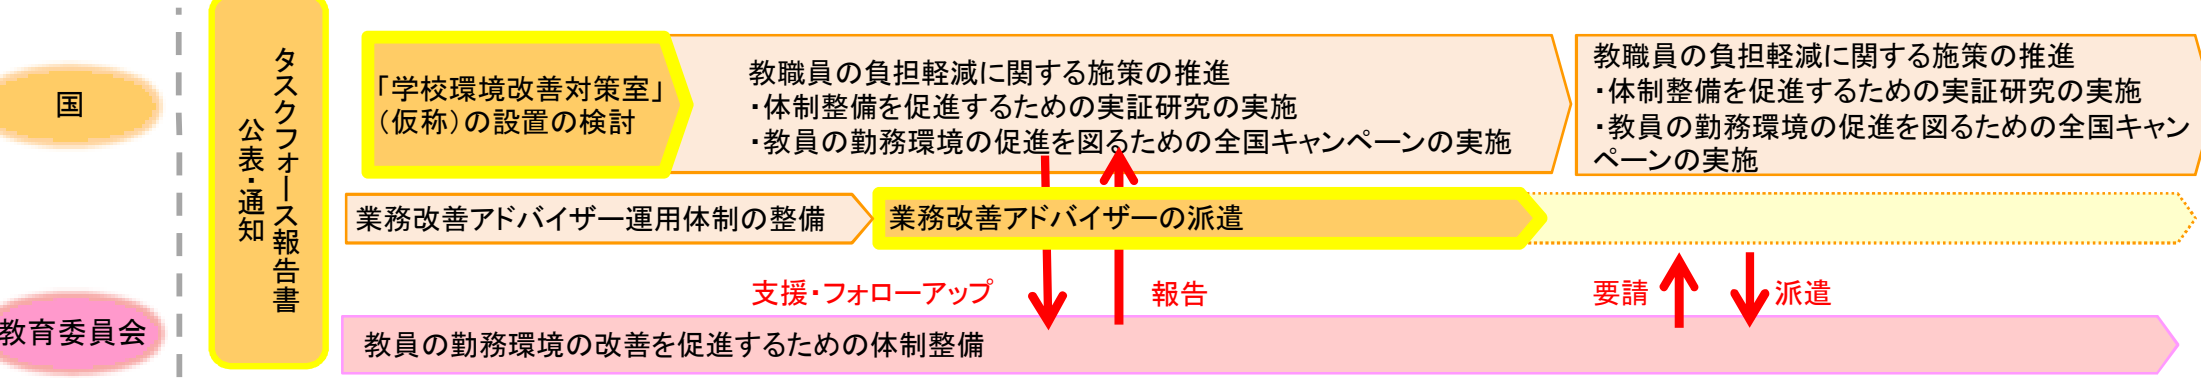 国
タスクフォース報告書
公表・通知
「学校環境改善対策室」
（仮称）の設置の検討
教職員の負担軽減に関する施策の推進
・体制整備を促進するための実証研究の実施
・教員の勤務環境の促進を図るための全国キャンペーンの実施
教職員の負担軽減に関する施策の推進
・体制整備を促進するための実証研究の実施
・教員の勤務環境の促進を図るための全国キャン
ペーンの実施
業務改善アドバイザー運用体制の整備
業務改善アドバイザーの派遣
支援・フォローアップ
報告
要請
派遣
教育委員会
教員の勤務環境の改善を促進するための体制整備